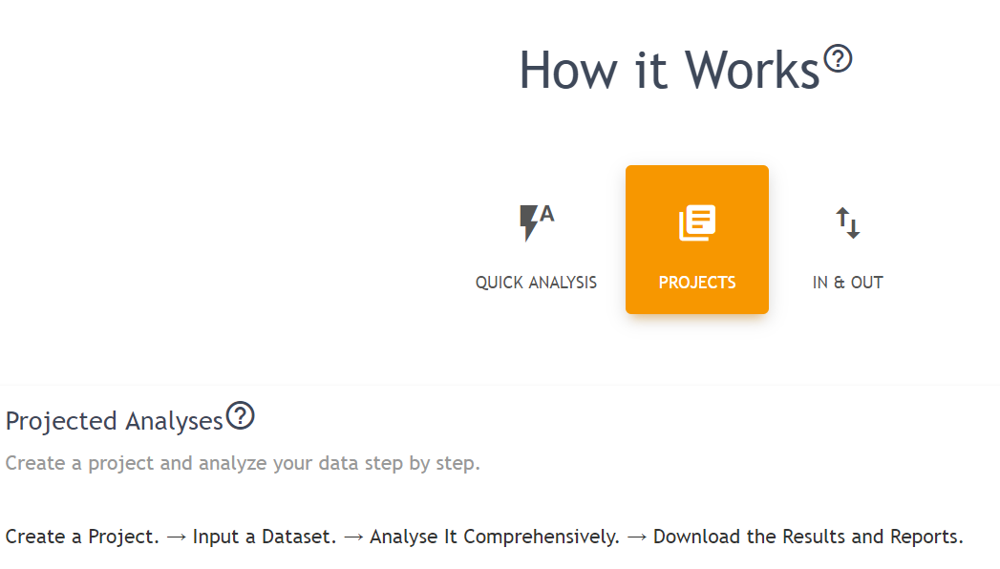 How it Works
A
QUICK ANALYSIS PROJECTS IN & OUT
Projected Analyses
Create a project and analyze your data step by step.
Create a Project. → Input a Dataset. → Analyse It Comprehensively. → Download the Results and Reports.